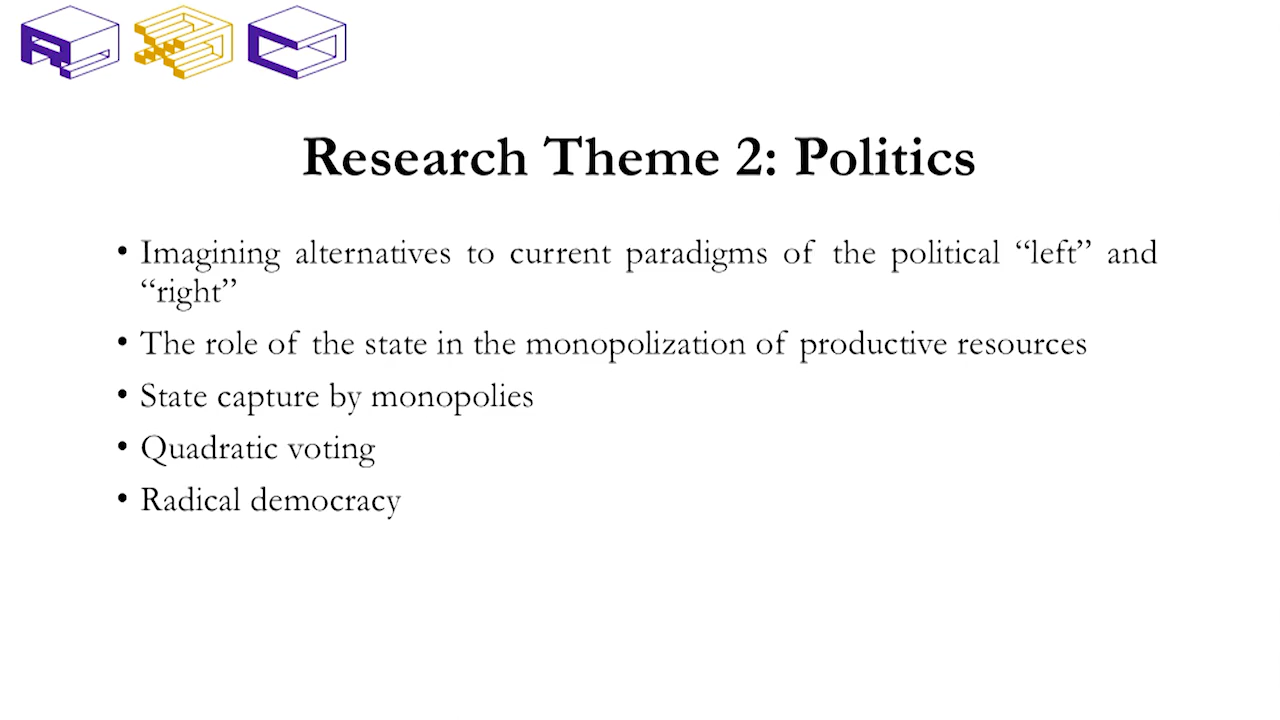 RxC
Research Theme 2: Politics
• Imagining alternatives to current paradigms of the political “left” and
“right”
• The role of the state in the monopolization of productive resources
• State capture by monopolies
• Quadratic voting
• Radical democracy